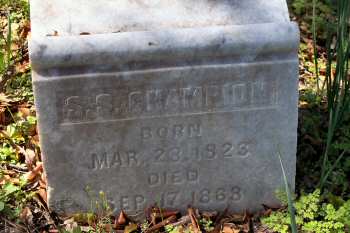 S.S. CHAMPION
BORN
MAR. 23, 1823
DIED
SEP. 17, 1868